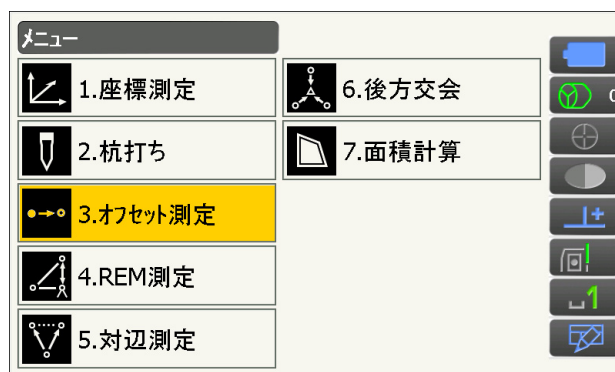 メニュー
1.座標測定
2.杭打ち
3.オフセット測定
4.REM測定
5.対辺測定
6.後方交会
7.面積計算